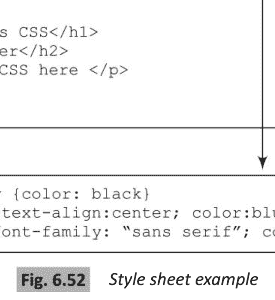 s CSS</h1>
er</h2>
CSS here </p>
{color: black}
text-align:center; color:blu
font-family: “sans serif”; co
Fig. 6.52 Style sheet example